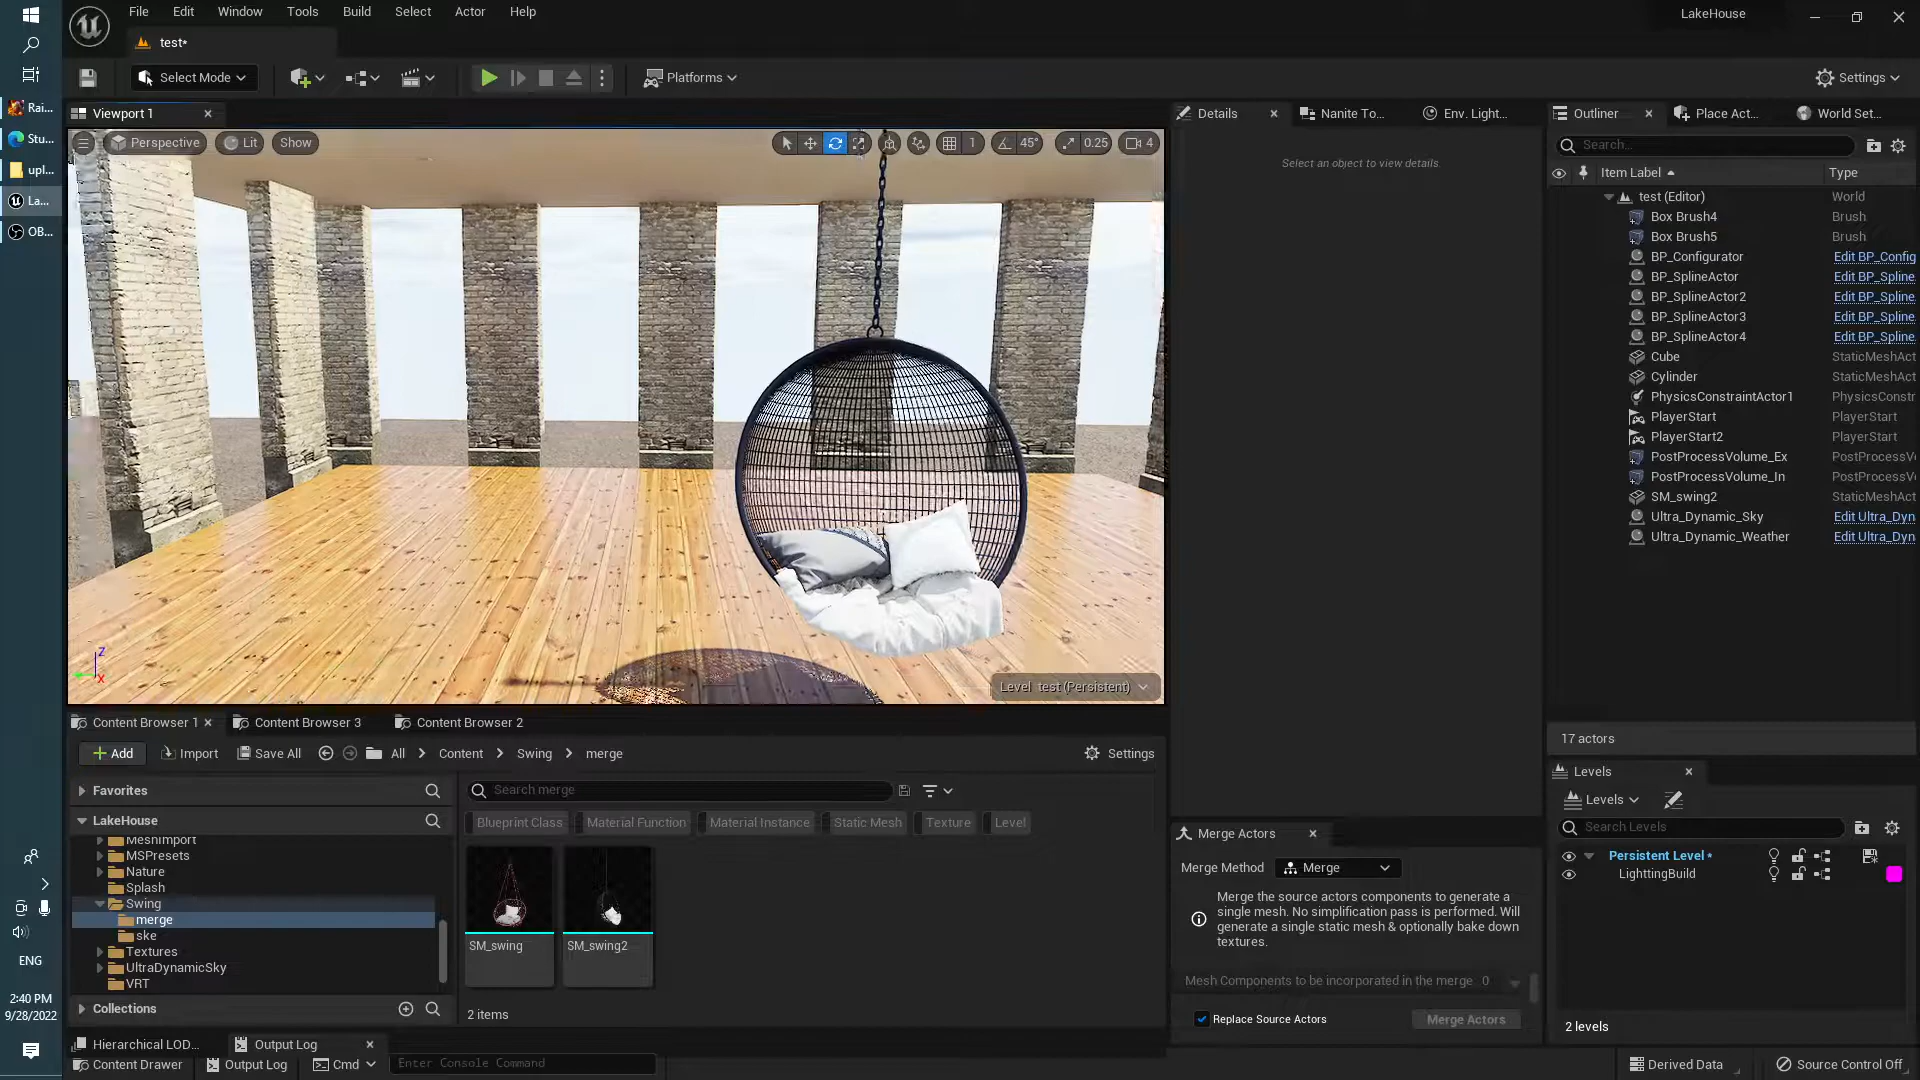 File Edit Window Tools Build Select Actor Help
LakeHouse
test*
Select Mode
Platforms
Settings
Viewport 1
Perspective
Lit
Show
1
45°
0.25
4
Level test (Persistent)
Rai...
Stu...
upl...
La...
OB...
ENG
2:40 PM
9/28/2022
Details
Nanite To...
Env. Light...
Select an object to view details.
Outliner
Place Act...
World Set...
Search...
Item Label
Type
test (Editor) World
Box Brush4 Brush
Box Brush5 Brush
BP_Configurator Edit BP_Config
BP_SplineActor Edit BP_Spline
BP_SplineActor2 Edit BP_Spline
BP_SplineActor3 Edit BP_Spline
BP_SplineActor4 Edit BP_Spline
Cube StaticMeshAct
Cylinder StaticMeshAct
PhysicsConstraintActor1 PhysicsConstr
PlayerStart PlayerStart
PlayerStart2 PlayerStart
PostProcessVolume_Ex PostProcessV
PostProcessVolume_In PostProcessV
SM_swing2 StaticMeshAct
Ultra_Dynamic_Sky Edit Ultra_Dyn
Ultra_Dynamic_Weather Edit Ultra_Dyn
17 actors
Content Browser 1
Content Browser 3
Content Browser 2
Add
Import
Save All
All
Content
Swing
merge
Settings
Favorites
LakeHouse
MeshImport
MSPresets
Nature
Splash
Swing
merge
ske
Textures
UltraDynamicSky
VRT
Collections
Search merge
Blueprint Class
Material Function
Material Instance
Static Mesh
Texture
Level
SM_swing
SM_swing2
2 items
Merge Actors
Merge Method
Merge
Merge the source actors components to generate a
single mesh. No simplification pass is performed. Will
generate a single static mesh & optionally bake down
textures.
Mesh Components to be incorporated in the merge 0
Replace Source Actors
Merge Actors
Levels
Levels
Search Levels
Persistent Level *
LighttingBuild
2 levels
Hierarchical LOD...
Output Log
Content Drawer
Output Log
Cmd
Enter Console Command
Derived Data
Source Control Off
Z
X